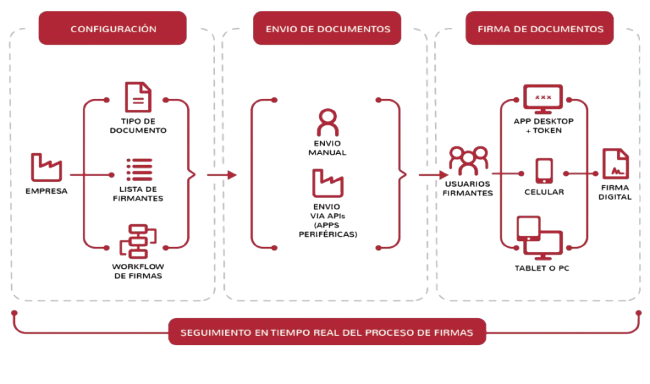 CONFIGURACIÓN
ENVIO DE DOCUMENTOS
FIRMA DE DOCUMENTOS
EMPRESA
TIPO DE
DOCUMENTO
LISTA DE
FIRMANTES
WORKFLOW
DE FIRMAS
ENVIO
MANUAL
ENVIO
VIA APIs
(APPS
PERIFÉRICAS)
USUARIOS
FIRMANTES
xxx
APP DESKTOP
+ TOKEN
CELULAR
TABLET O PC
FIRMA
DIGITAL
SEGUIMIENTO EN TIEMPO REAL DEL PROCESO DE FIRMAS